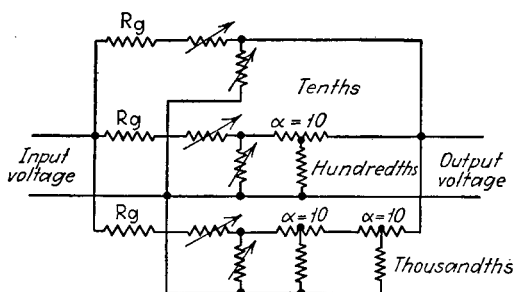 Rg
Tenths
Rg
α=10
Input
voltage
Hundredths
Output
voltage
Rg
α=10
α=10
Thousandths